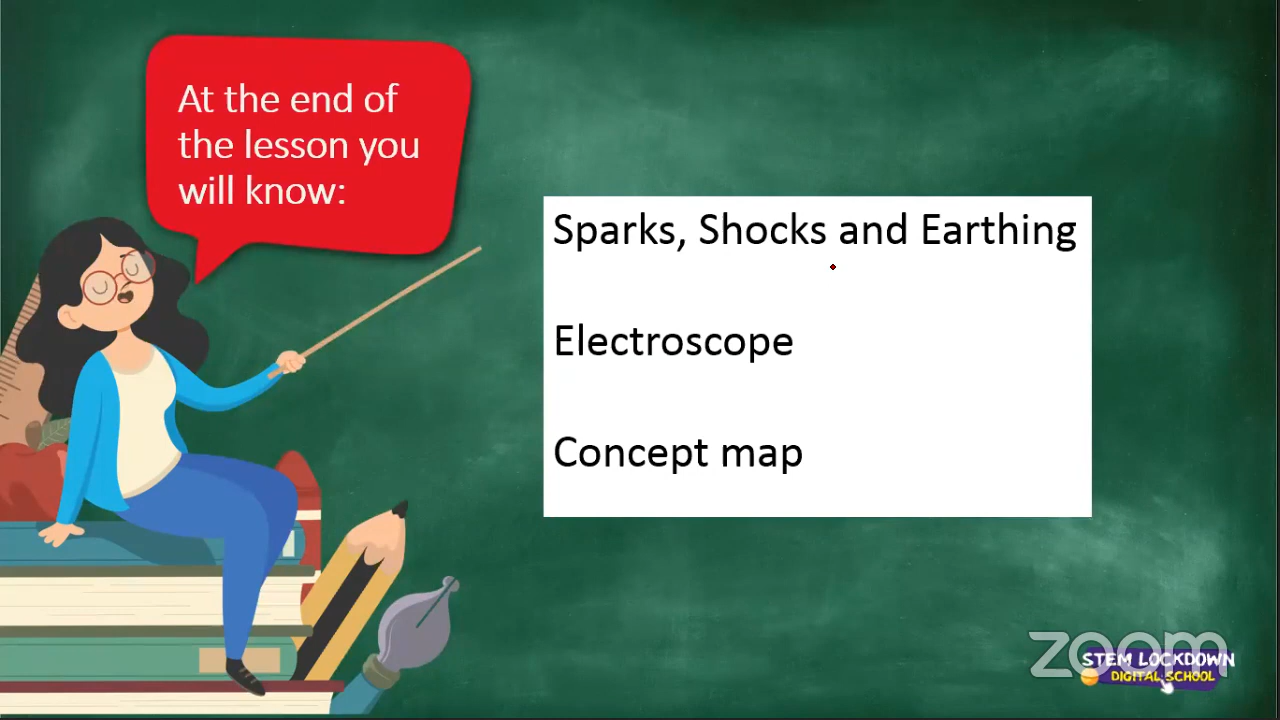 At the end of
the lesson you
will know:
Sparks, Shocks and Earthing
Electroscope
Concept map
zoom
STEM LOCKDOWN
DIGITAL SCHOOL